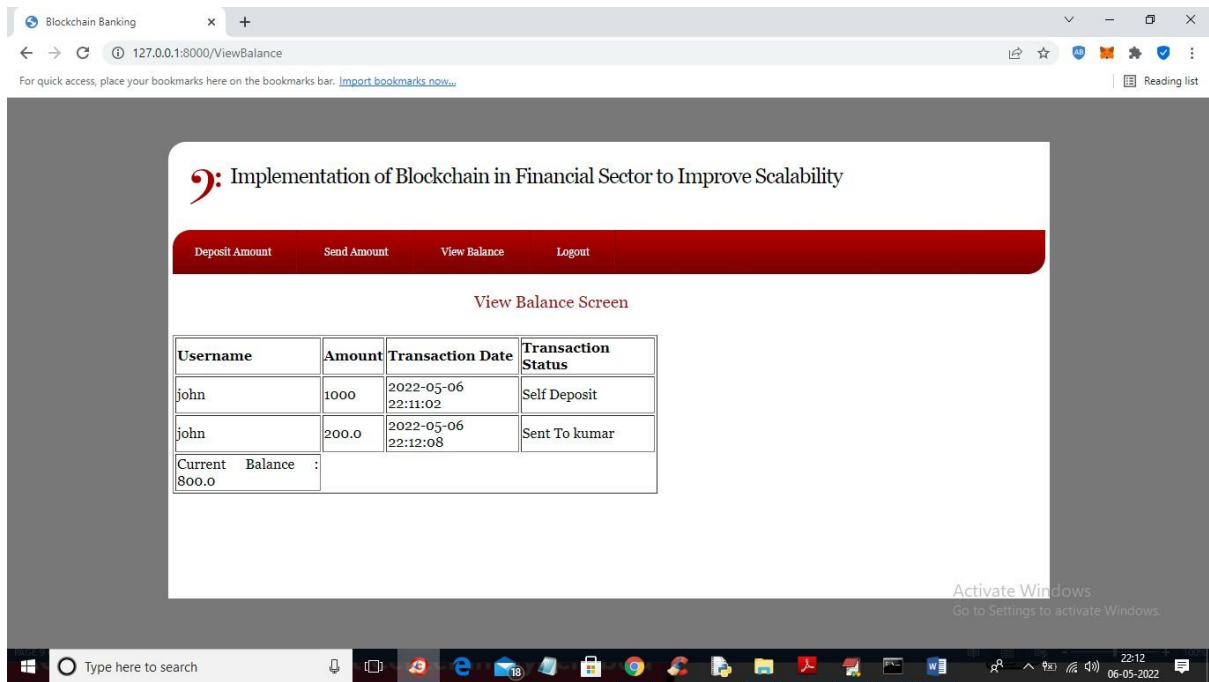 Blockchain Banking
127.0.0.1:8000/ViewBalance
AB
For quick access, place your bookmarks here on the bookmarks bar. Import bookmarks now...
Reading list
Implementation of Blockchain in Financial Sector to Improve Scalability
Deposit Amount Send Amount View Balance Logout
View Balance Screen
Username Amount Transaction Date Transaction
Status
john 1000 2022-05-06
22:11:02 Self Deposit
john 200.0 2022-05-06
22:12:08 Sent To kumar
Current Balance :
800.0
Activate Windows
Go to Settings to activate Windows.
Type here to search
18
22:12
06-05-2022
100%